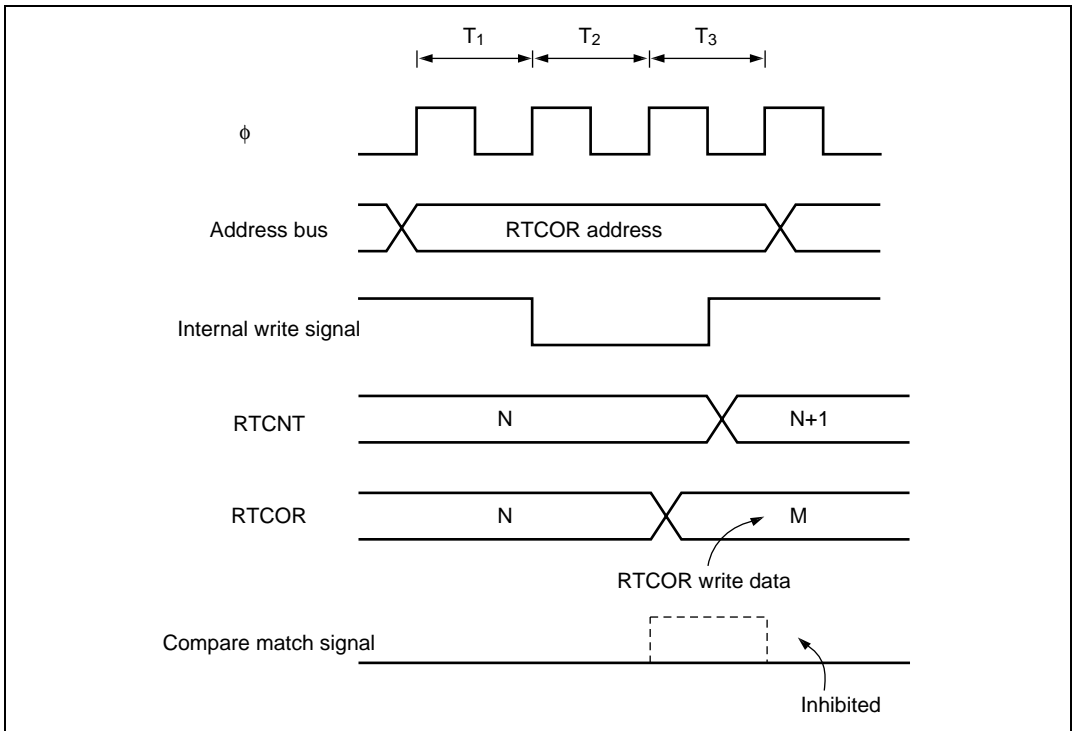 T1 T2 T3
φ
Address bus
RTCOR address
Internal write signal
RTCNT
N
N+1
RTCOR
N
M
RTCOR write data
Compare match signal
Inhibited